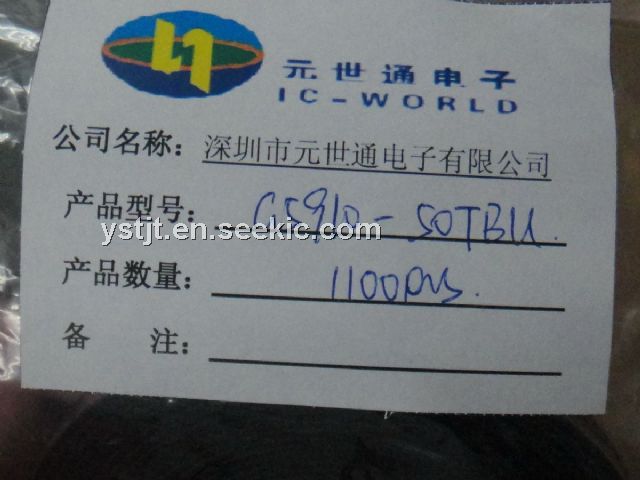 元世通电子
IC-WORLD
公司名称：深圳市元世通电子有限公司
产品型号：G5910-50TBU
ystjt.en.seekic.com
产品数量：1100pcs.
备 注：